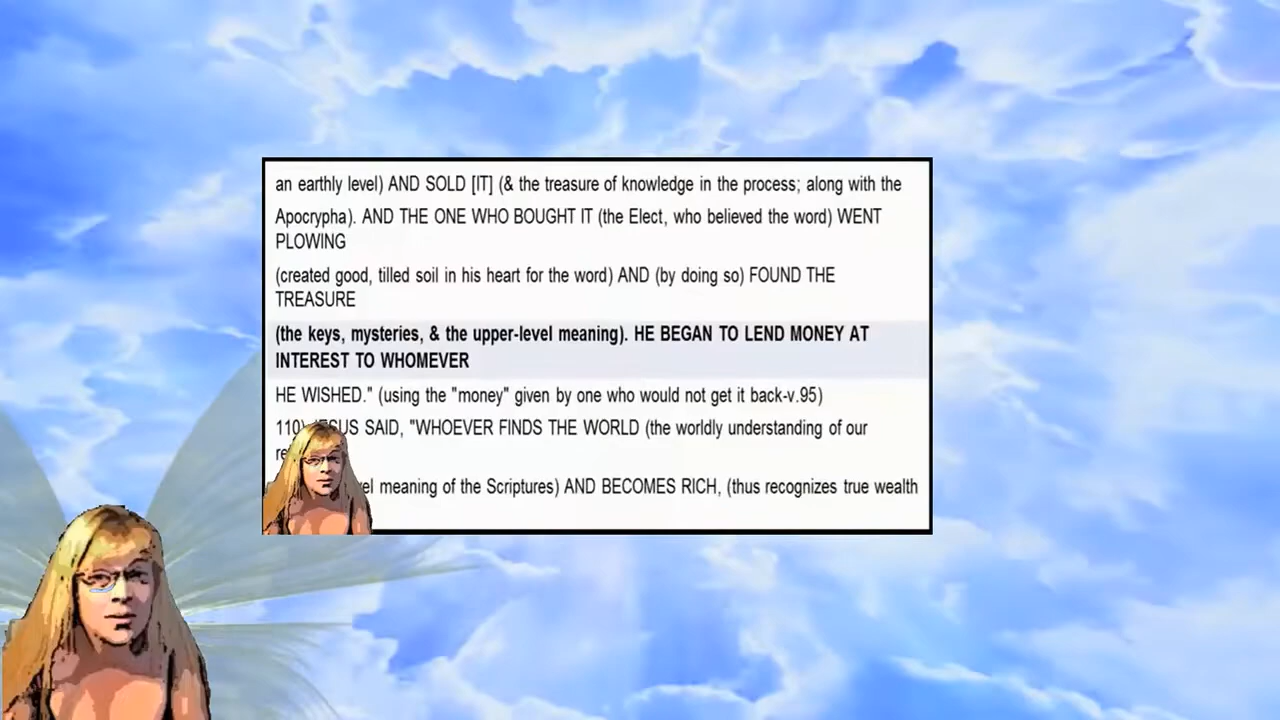 an earthly level) AND SOLD [IT] (& the treasure of knowledge in the process; along with the
Apocrypha). AND THE ONE WHO BOUGHT IT (the Elect, who believed the word) WENT
PLOWING
(created good, tilled soil in his heart for the word) AND (by doing so) FOUND THE
TREASURE
(the keys, mysteries, & the upper-level meaning). HE BEGAN TO LEND MONEY AT
INTEREST TO WHOMEVER
HE WISHED." (using the "money" given by one who would not get it back-v.95)
110) SAID, "WHOEVER FINDS THE WORLD (the worldly understanding of our
meaning of the Scriptures) AND BECOMES RICH, (thus recognizes true wealth